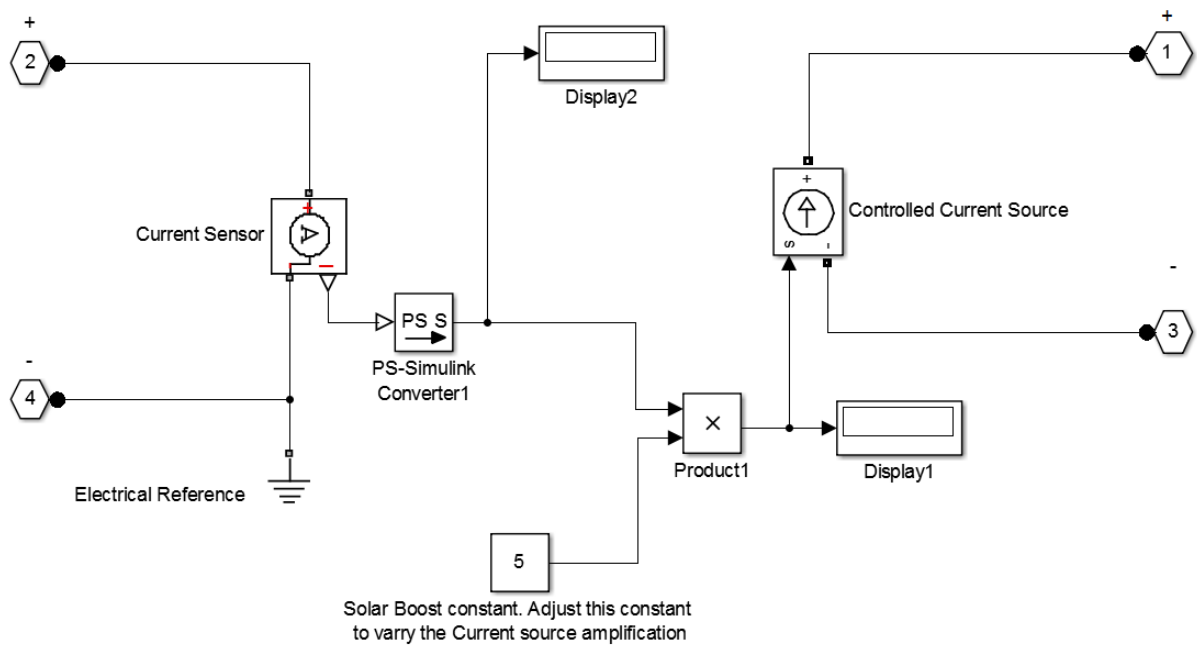 +
2
Display2
+
1
Current Sensor
+
A
-
+
S
-
Controlled Current Source
-
3
-
4
PS S
PS-Simulink
Converter1
×
Product1
Display1
Electrical Reference
5
Solar Boost constant. Adjust this constant
to varry the Current source amplification